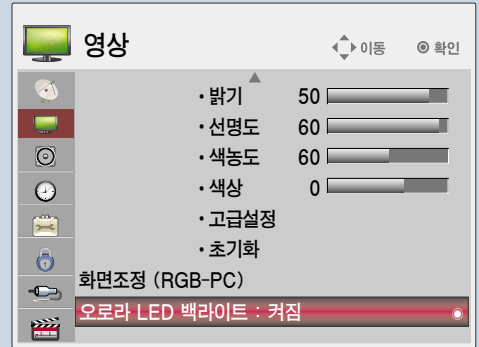 영상
이동 확인
• 밝기 50
• 선명도 60
• 색농도 60
• 색상 0
• 고급설정
• 초기화
화면조정 (RGB-PC)
오로라 LED 백라이트 : 켜짐